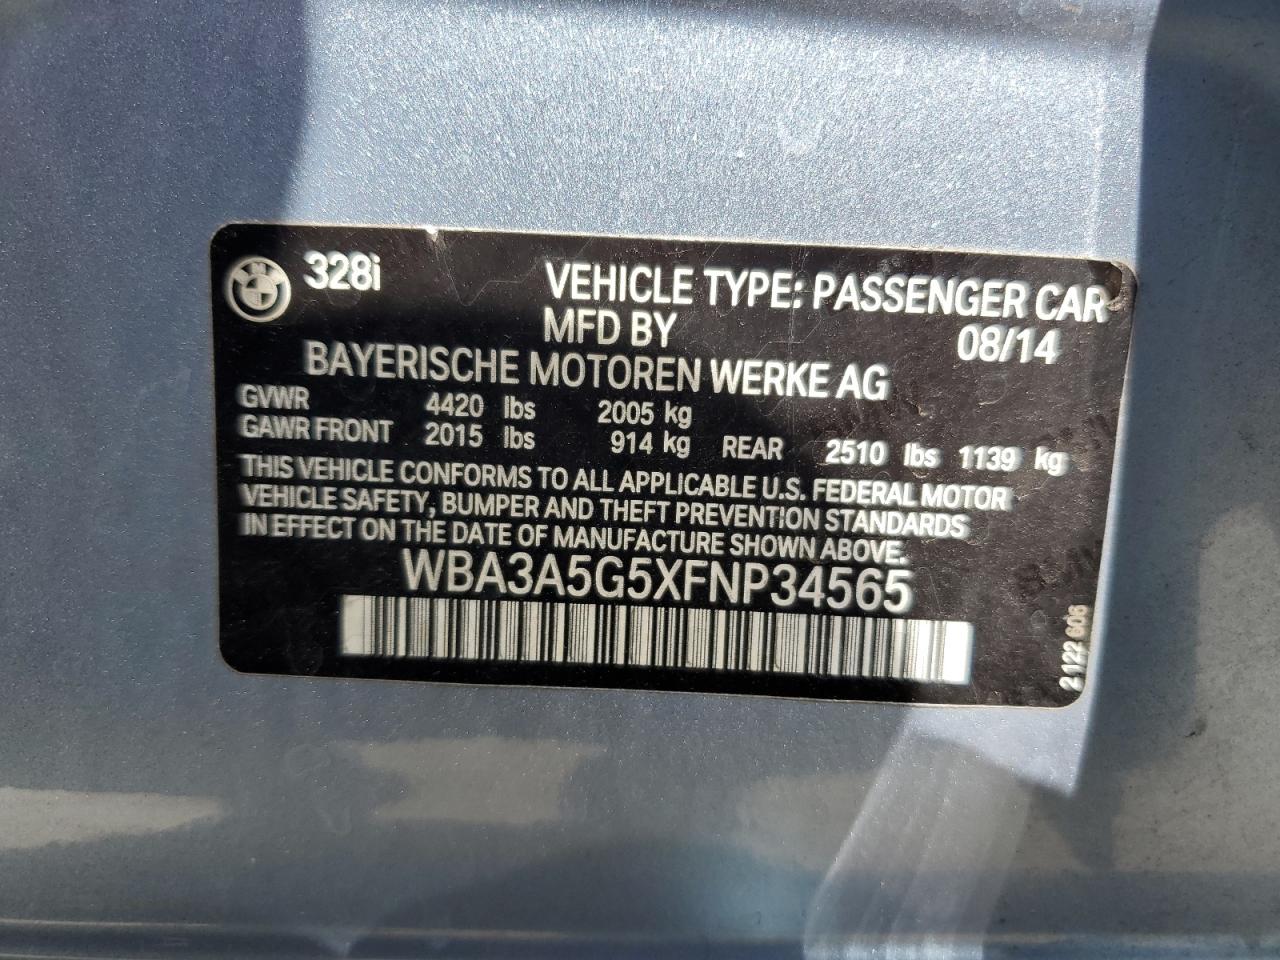 328i VEHICLE TYPE: PASSENGER CAR
MFD BY 08/14
BAYERISCHE MOTOREN WERKE AG
GVWR 4420 lbs 2005 kg
GAWR FRONT 2015 lbs 914 kg REAR 2510 lbs 1139 kg
THIS VEHICLE CONFORMS TO ALL APPLICABLE U.S. FEDERAL MOTOR
VEHICLE SAFETY, BUMPER AND THEFT PREVENTION STANDARDS
IN EFFECT ON THE DATE OF MANUFACTURE SHOWN ABOVE.
WBA3A5G5XFNP34565
2 122 606